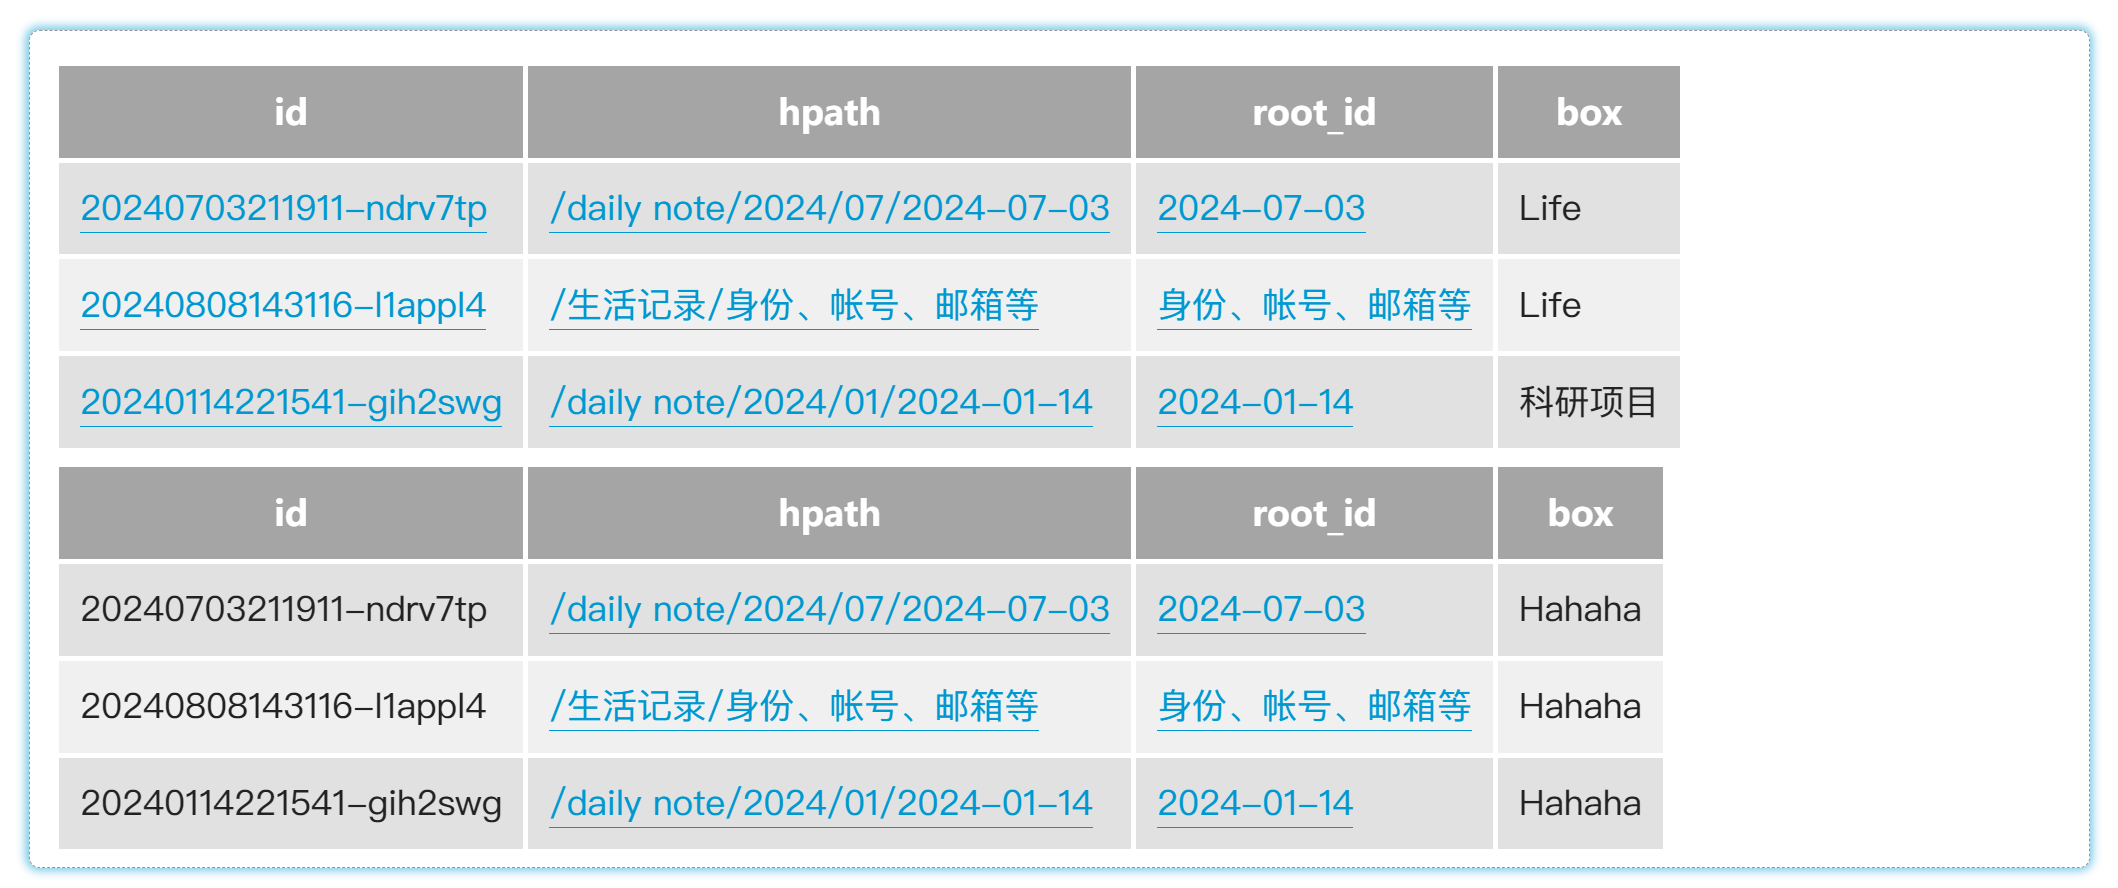 id hpath root_id box
20240703211911-ndrv7tp /daily note/2024/07/2024-07-03 2024-07-03 Life
20240808143116-l1appl4 /生活记录/身份、帐号、邮箱等 身份、帐号、邮箱等 Life
20240114221541-gih2swg /daily note/2024/01/2024-01-14 2024-01-14 科研项目
id hpath root_id box
20240703211911-ndrv7tp /daily note/2024/07/2024-07-03 2024-07-03 Hahaha
20240808143116-l1appl4 /生活记录/身份、帐号、邮箱等 身份、帐号、邮箱等 Hahaha
20240114221541-gih2swg /daily note/2024/01/2024-01-14 2024-01-14 Hahaha